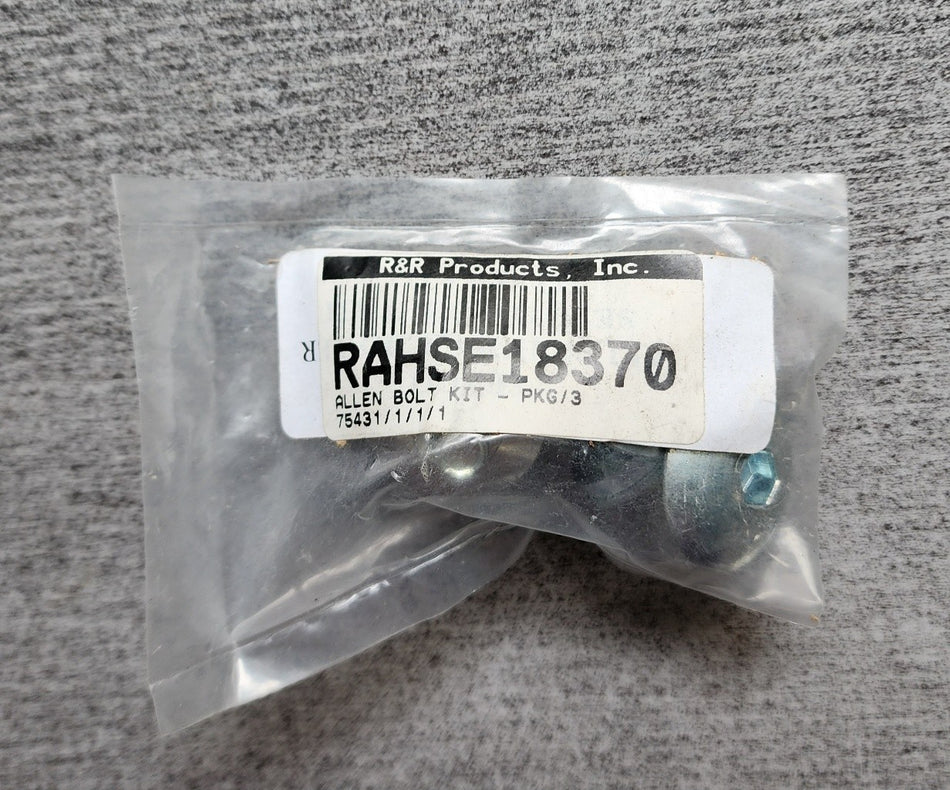 R&R Products, Inc.
R
RAHSE18370
ALLEN BOLT KIT - PKG/3
75431/1/1/1